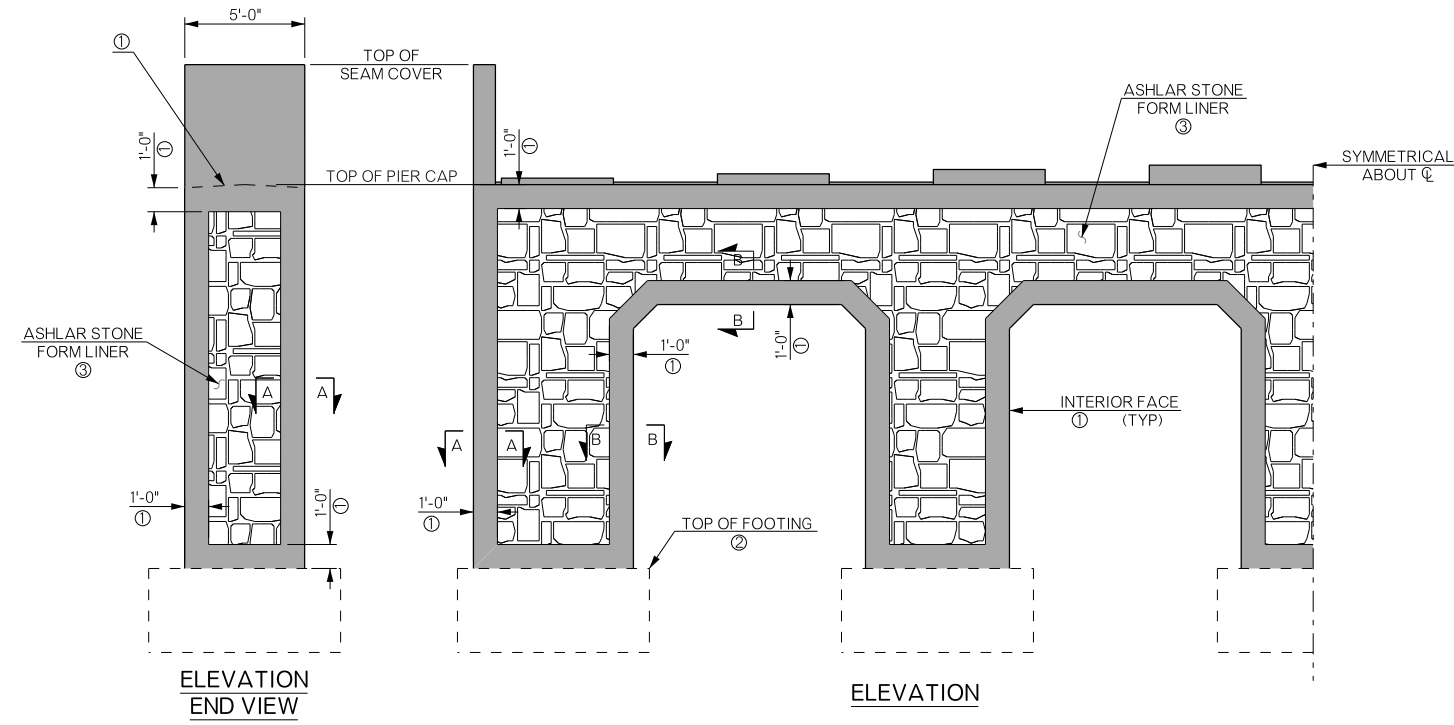 5'-0"
①
TOP OF
SEAM COVER
1'-0"
①
TOP OF PIER CAP
ASHLAR STONE
FORM LINER
③
A
A
1'-0"
①
1'-0"
①
ELEVATION
END VIEW
1'-0"
①
ASHLAR STONE
FORM LINER
③
SYMMETRICAL
ABOUT ℄
B
B
1'-0"
①
1'-0"
①
INTERIOR FACE
① (TYP)
A
A
B
B
1'-0"
①
TOP OF FOOTING
②
ELEVATION